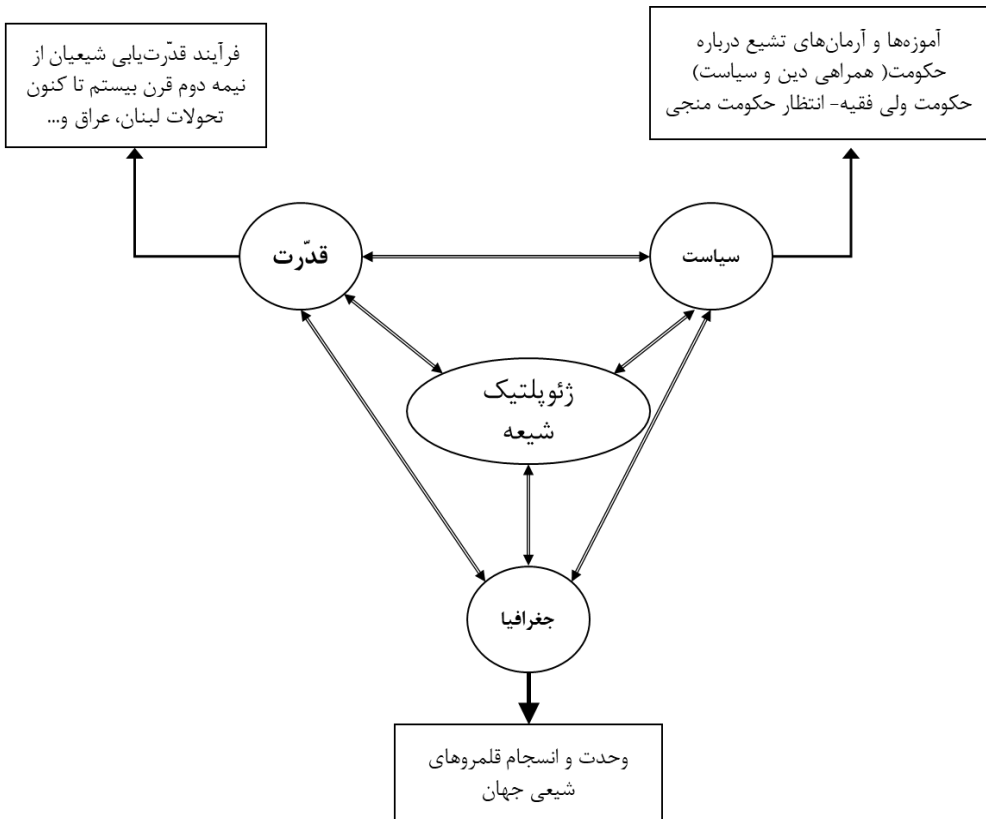 آموزه‌ها و آرمان‌های تشیع درباره
حکومت( همراهی دین و سیاست)
حکومت ولی فقیه- انتظار حکومت منجی
فرآیند قدّرت‌یابی شیعیان از
نیمه دوم قرن بیستم تا کنون
تحولات لبنان، عراق و...
سیاست
قدّرت
ژئوپلتیک
شیعه
جغرافیا
وحدت و انسجام قلمروهای
شیعی جهان